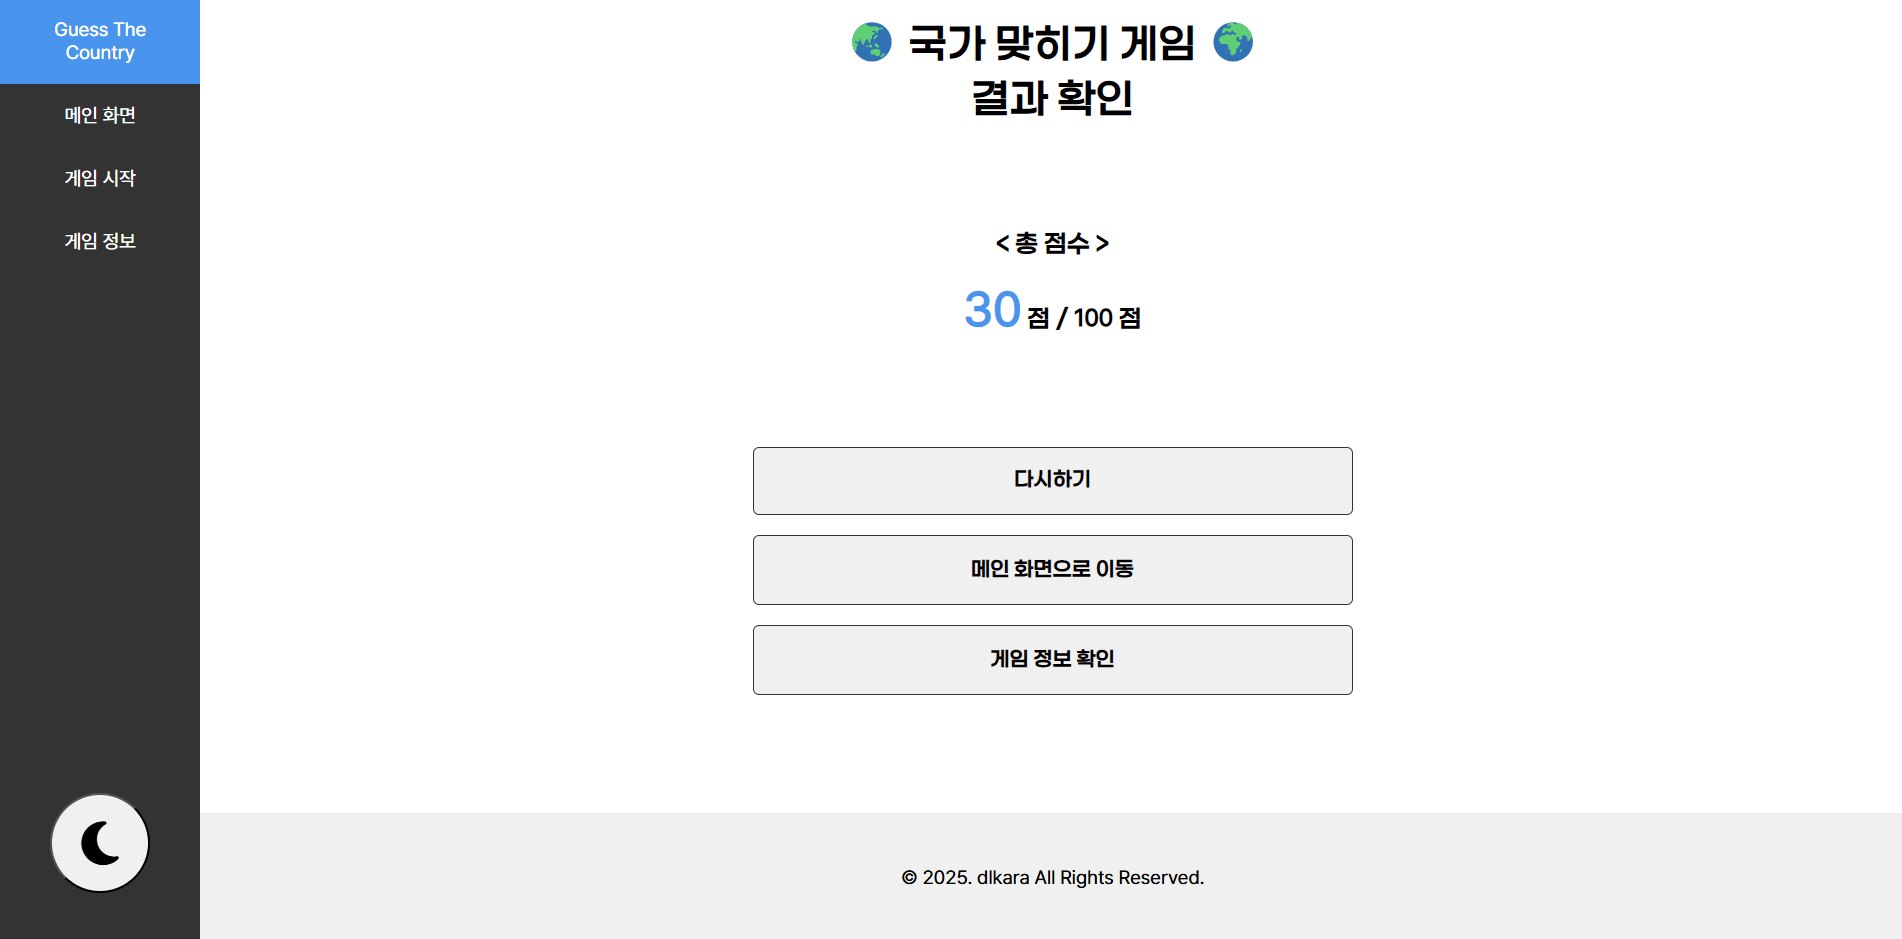 Guess The
Country
메인 화면
게임 시작
게임 정보
국가 맞히기 게임
결과 확인
< 총 점수 >
30 점 / 100 점
다시하기
메인 화면으로 이동
게임 정보 확인
© 2025. dlkara All Rights Reserved.